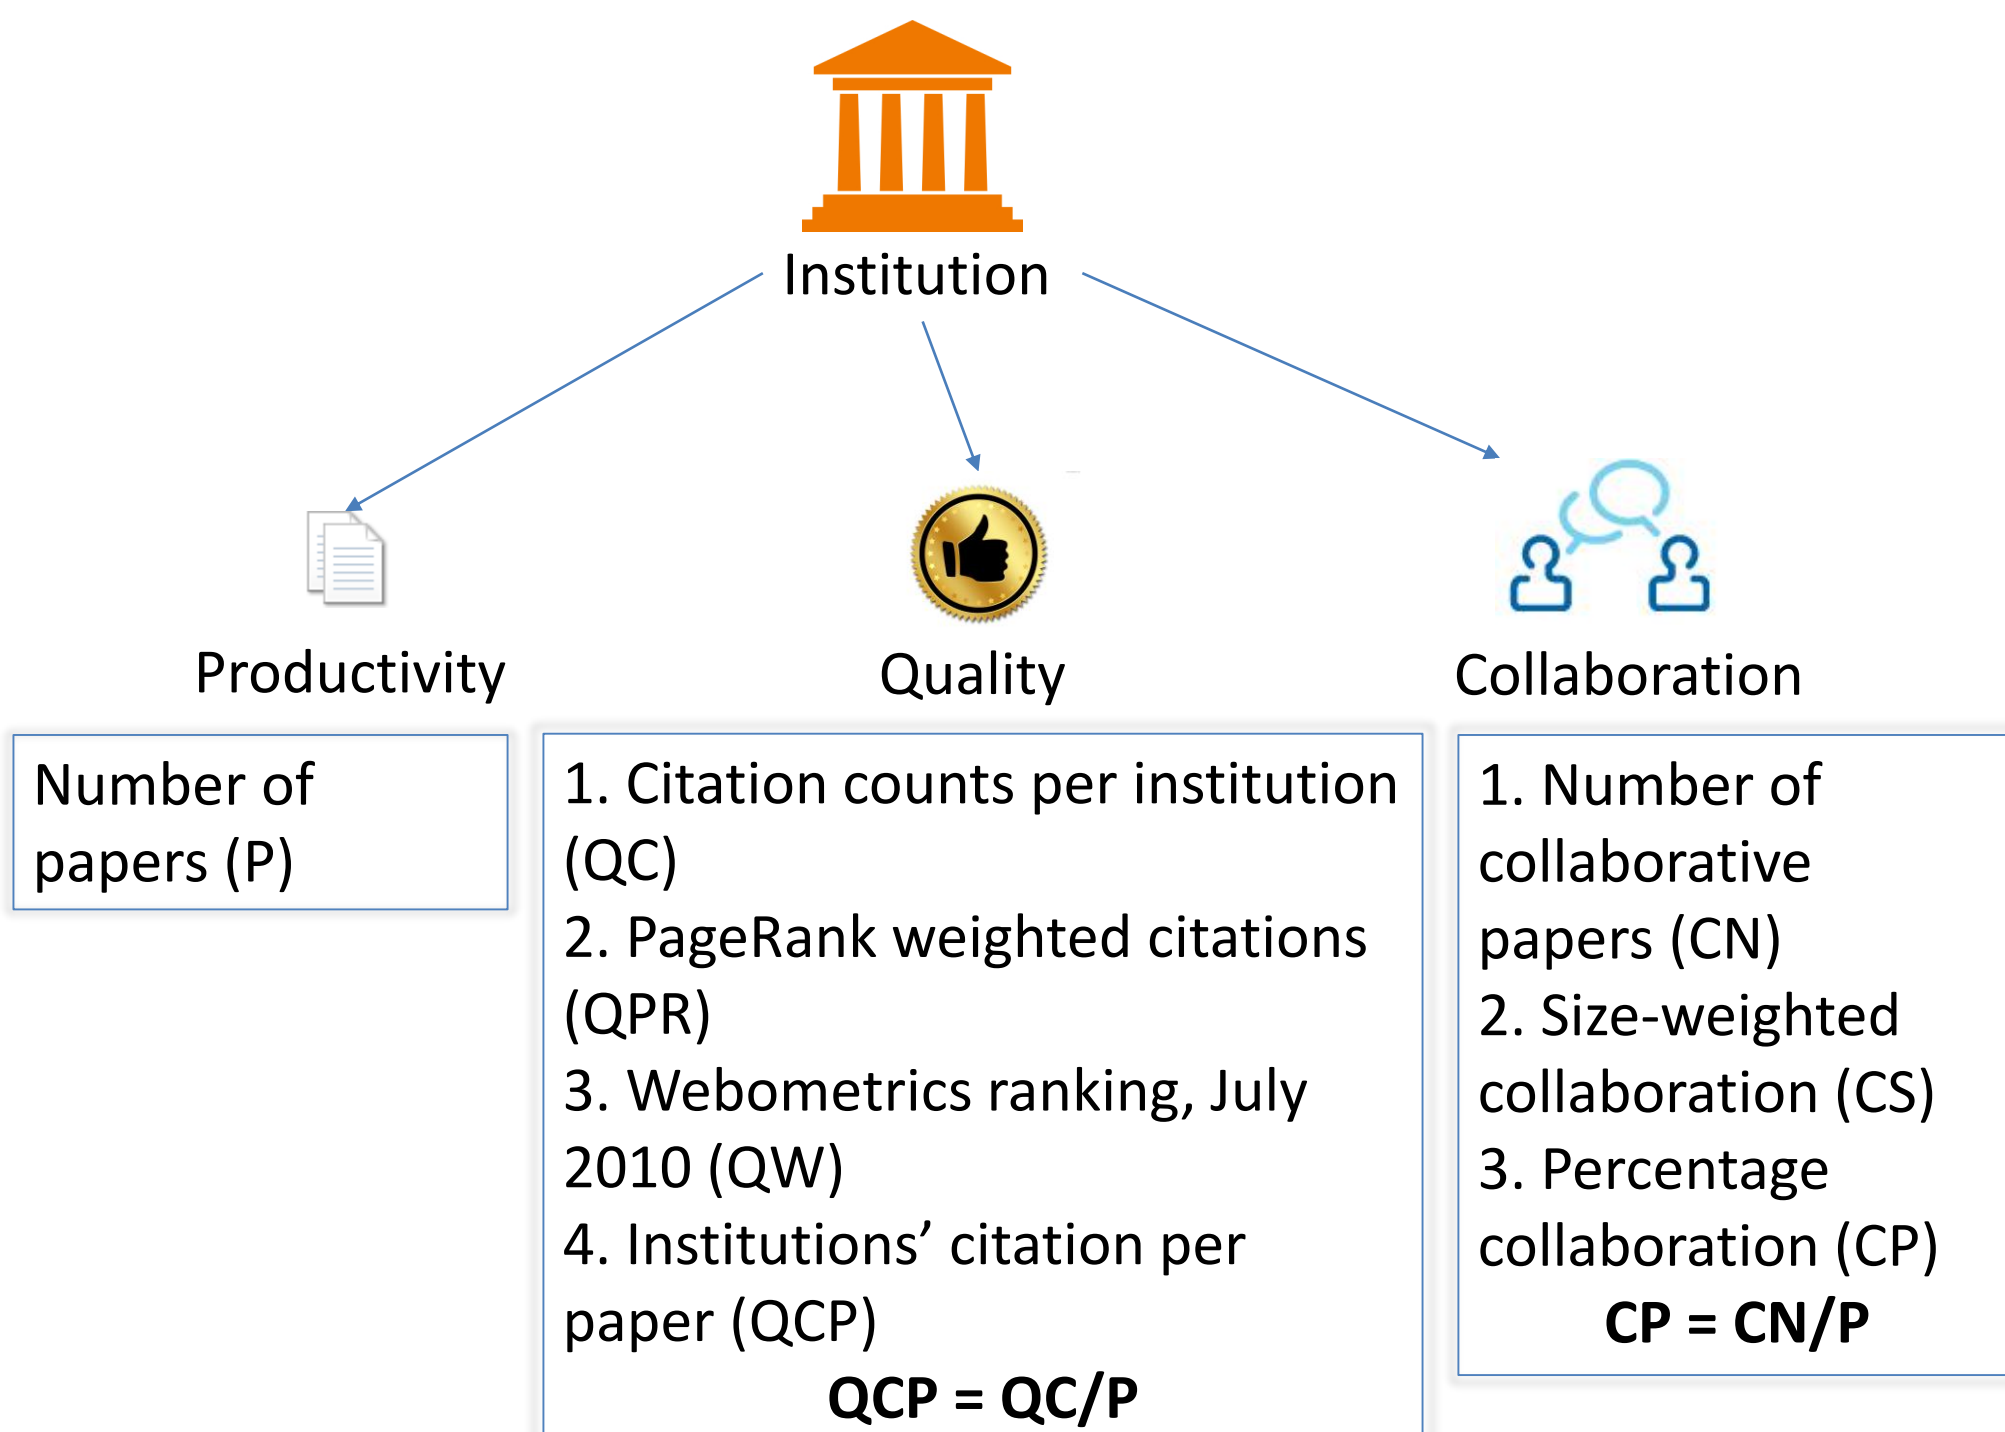 Institution
Productivity
Quality
Collaboration
Number of
papers (P)
1. Citation counts per institution
(QC)
2. PageRank weighted citations
(QPR)
3. Webometrics ranking, July
2010 (QW)
4. Institutions’ citation per
paper (QCP)
QCP = QC/P
1. Number of
collaborative
papers (CN)
2. Size-weighted
collaboration (CS)
3. Percentage
collaboration (CP)
CP = CN/P